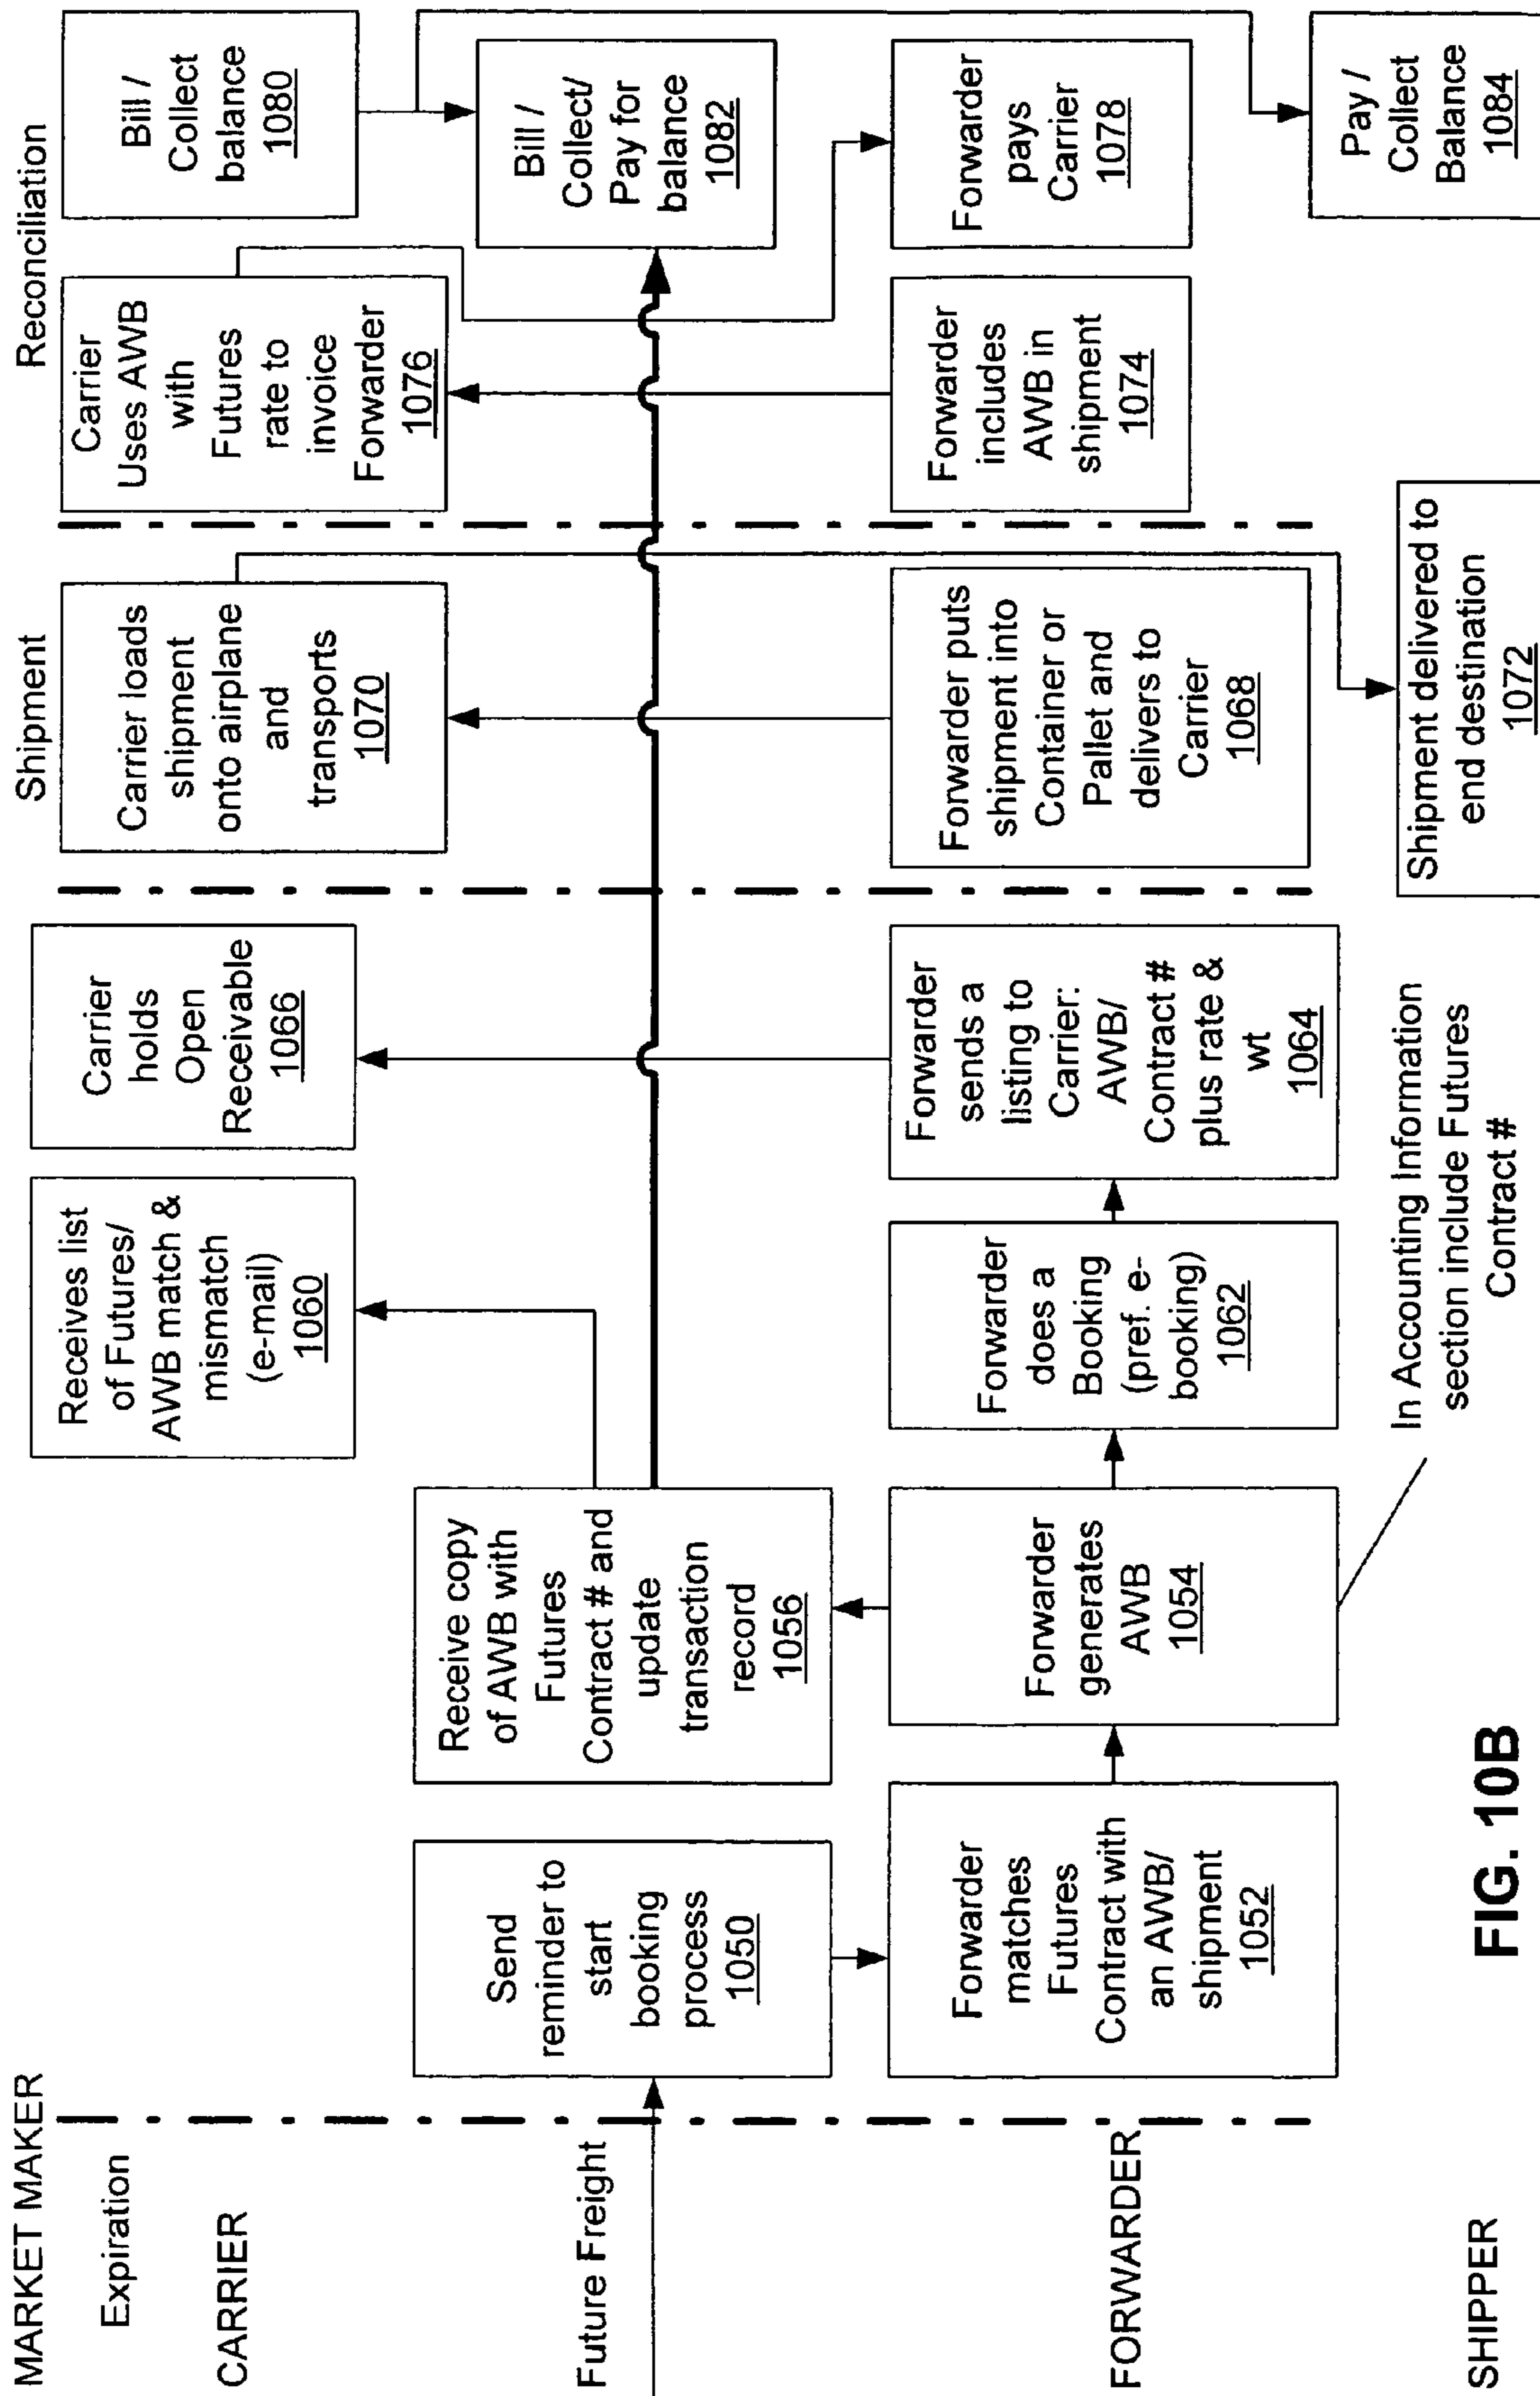 MARKET MAKER
Expiration
CARRIER
Future Freight
FORWARDER
SHIPPER
Send
reminder to
start
booking
process
1050
Forwarder
matches
Futures
Contract with
an AWB/
shipment
1052
Receive copy
of AWB with
Futures
Contract # and
update
transaction
record
1056
Forwarder
generates
AWB
1054
In Accounting Information
section include Futures
Contract #
Receives list
of Futures/
AWB match &
mismatch
(e-mail)
1060
Forwarder
does a
Booking
(pref. e-
booking)
1062
Carrier
holds
Open
Receivable
1066
Forwarder
sends a
listing to
Carrier:
AWB/
Contract #
plus rate &
wt
1064
Shipment
Carrier loads
shipment
onto airplane
and
transports
1070
Forwarder puts
shipment into
Container or
Pallet and
delivers to
Carrier
1068
Shipment delivered to
end destination
1072
Reconciliation
Carrier
Uses AWB
with
Futures
rate to
invoice
Forwarder
1076
Forwarder
includes
AWB in
shipment
1074
Bill /
Collect
balance
1080
Bill /
Collect/
Pay for
balance
1082
Forwarder
pays
Carrier
1078
Pay /
Collect
Balance
1084
FIG. 10B